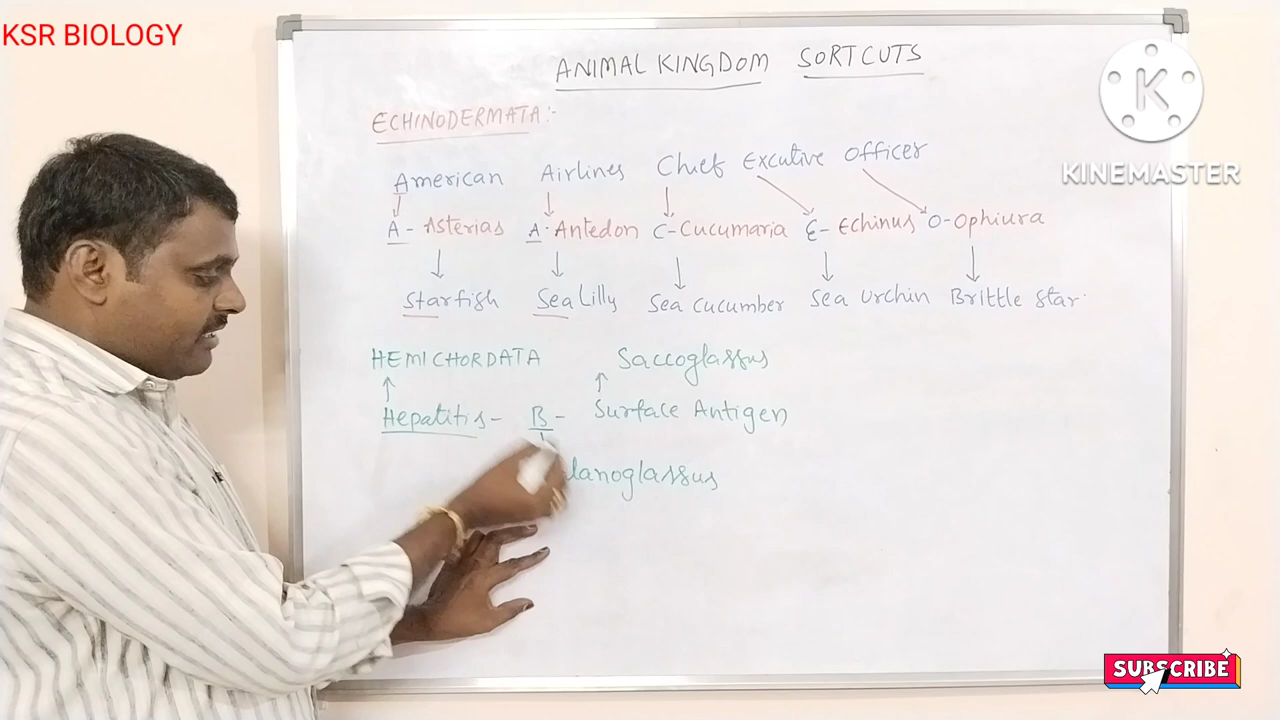 KSR BIOLOGY
ANIMAL KINGDOM SORTCUTS
ECHINODERMATA:-
American Airlines Chief Excutive Officer
A - Asterias A. Antedon C-Cucumaria E- Echinus O-Ophiura
Starfish Sea Lilly Sea cucumber Sea Urchin Brittle star
HEMICHORDATA Saccoglassus
Hepatitis - B - Surface Antigen
lanoglassus
K
KINEMASTER
SUBSCRIBE